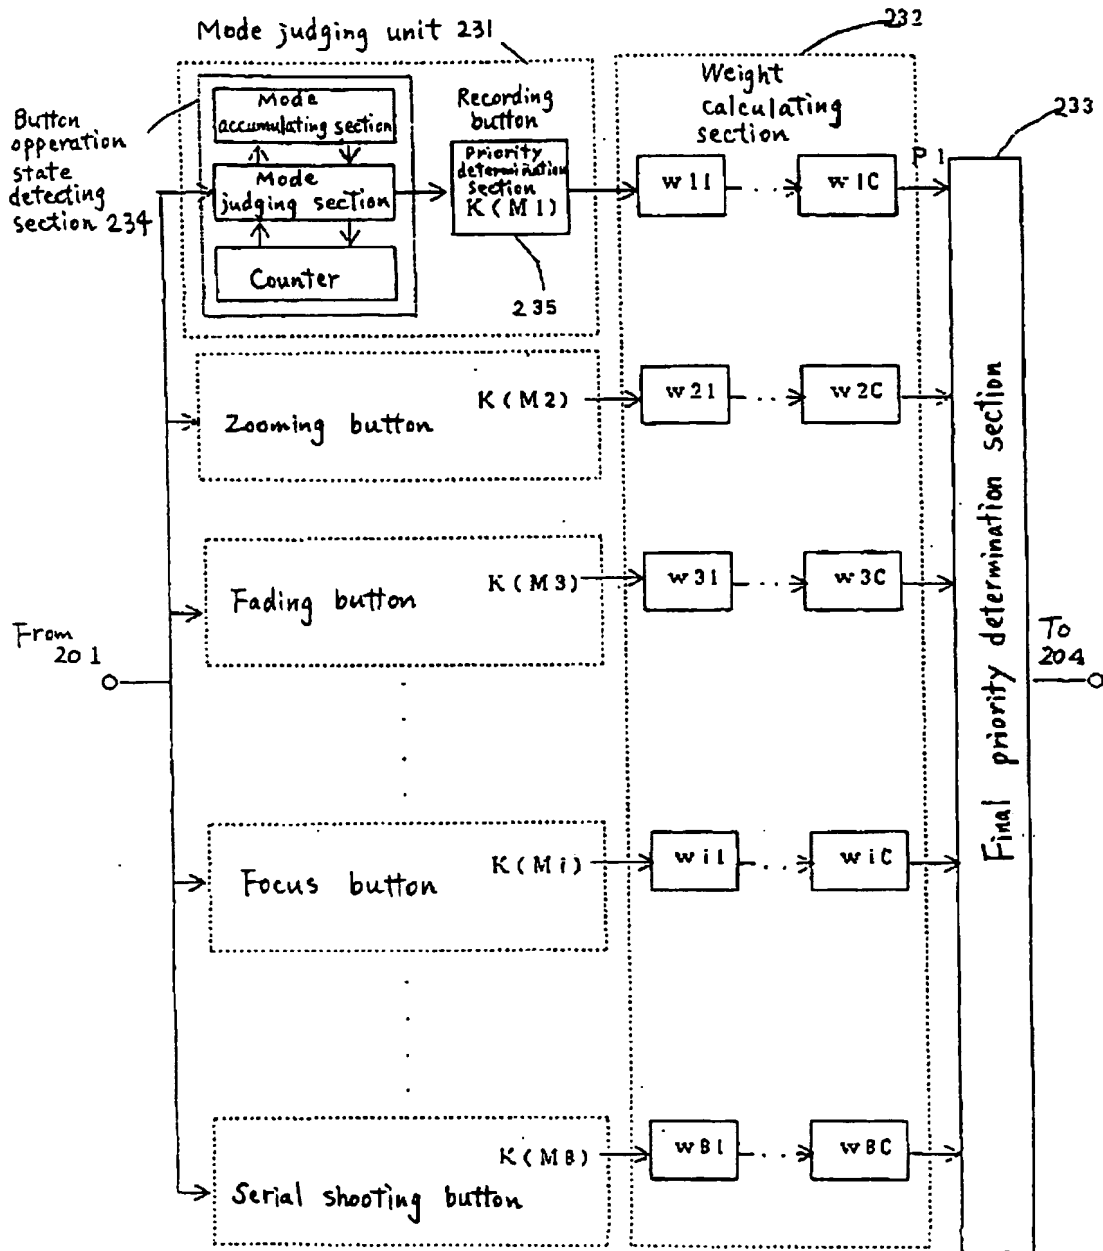 Mode judging unit 231
232
Weight
calculating
section
233
Button
opperation
state
detecting
section 234
Mode
accumulating section
Mode
judging section
Counter
Recording
button
Priority
determination
section
K(M1)
235
w11
...
w1C
P1
Zooming button
K(M2)
w21
...
w2C
Fading button
K(M3)
w31
...
w3C
From
201
To
204
Final priority determination section
Focus button
K(Mi)
wi1
...
wiC
Serial shooting button
K(MB)
wB1
...
wBC